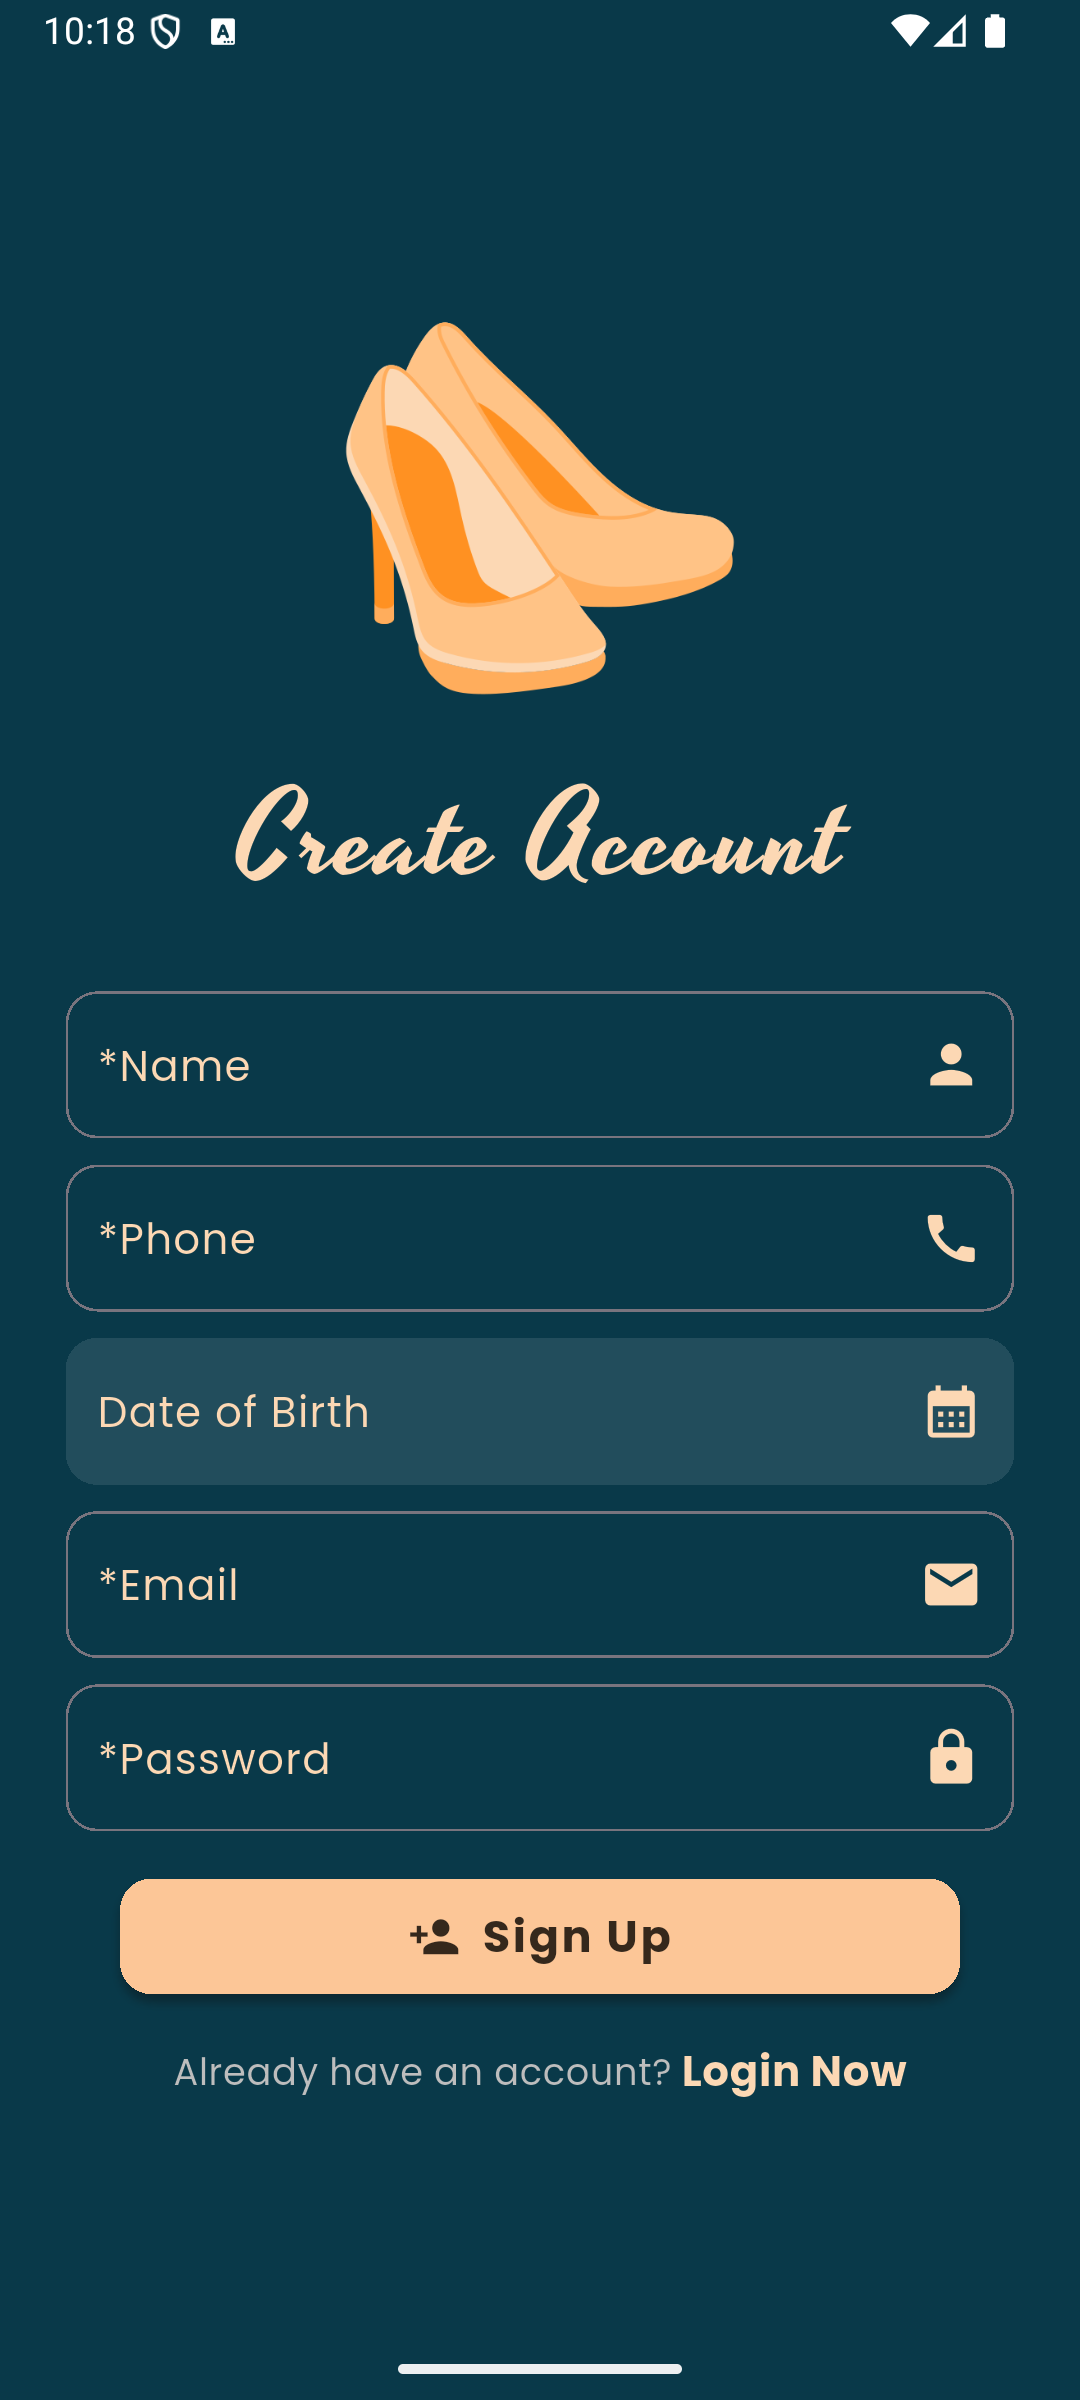 10:18
Create Account
*Name
*Phone
Date of Birth
*Email
*Password
Sign Up
Already have an account? Login Now